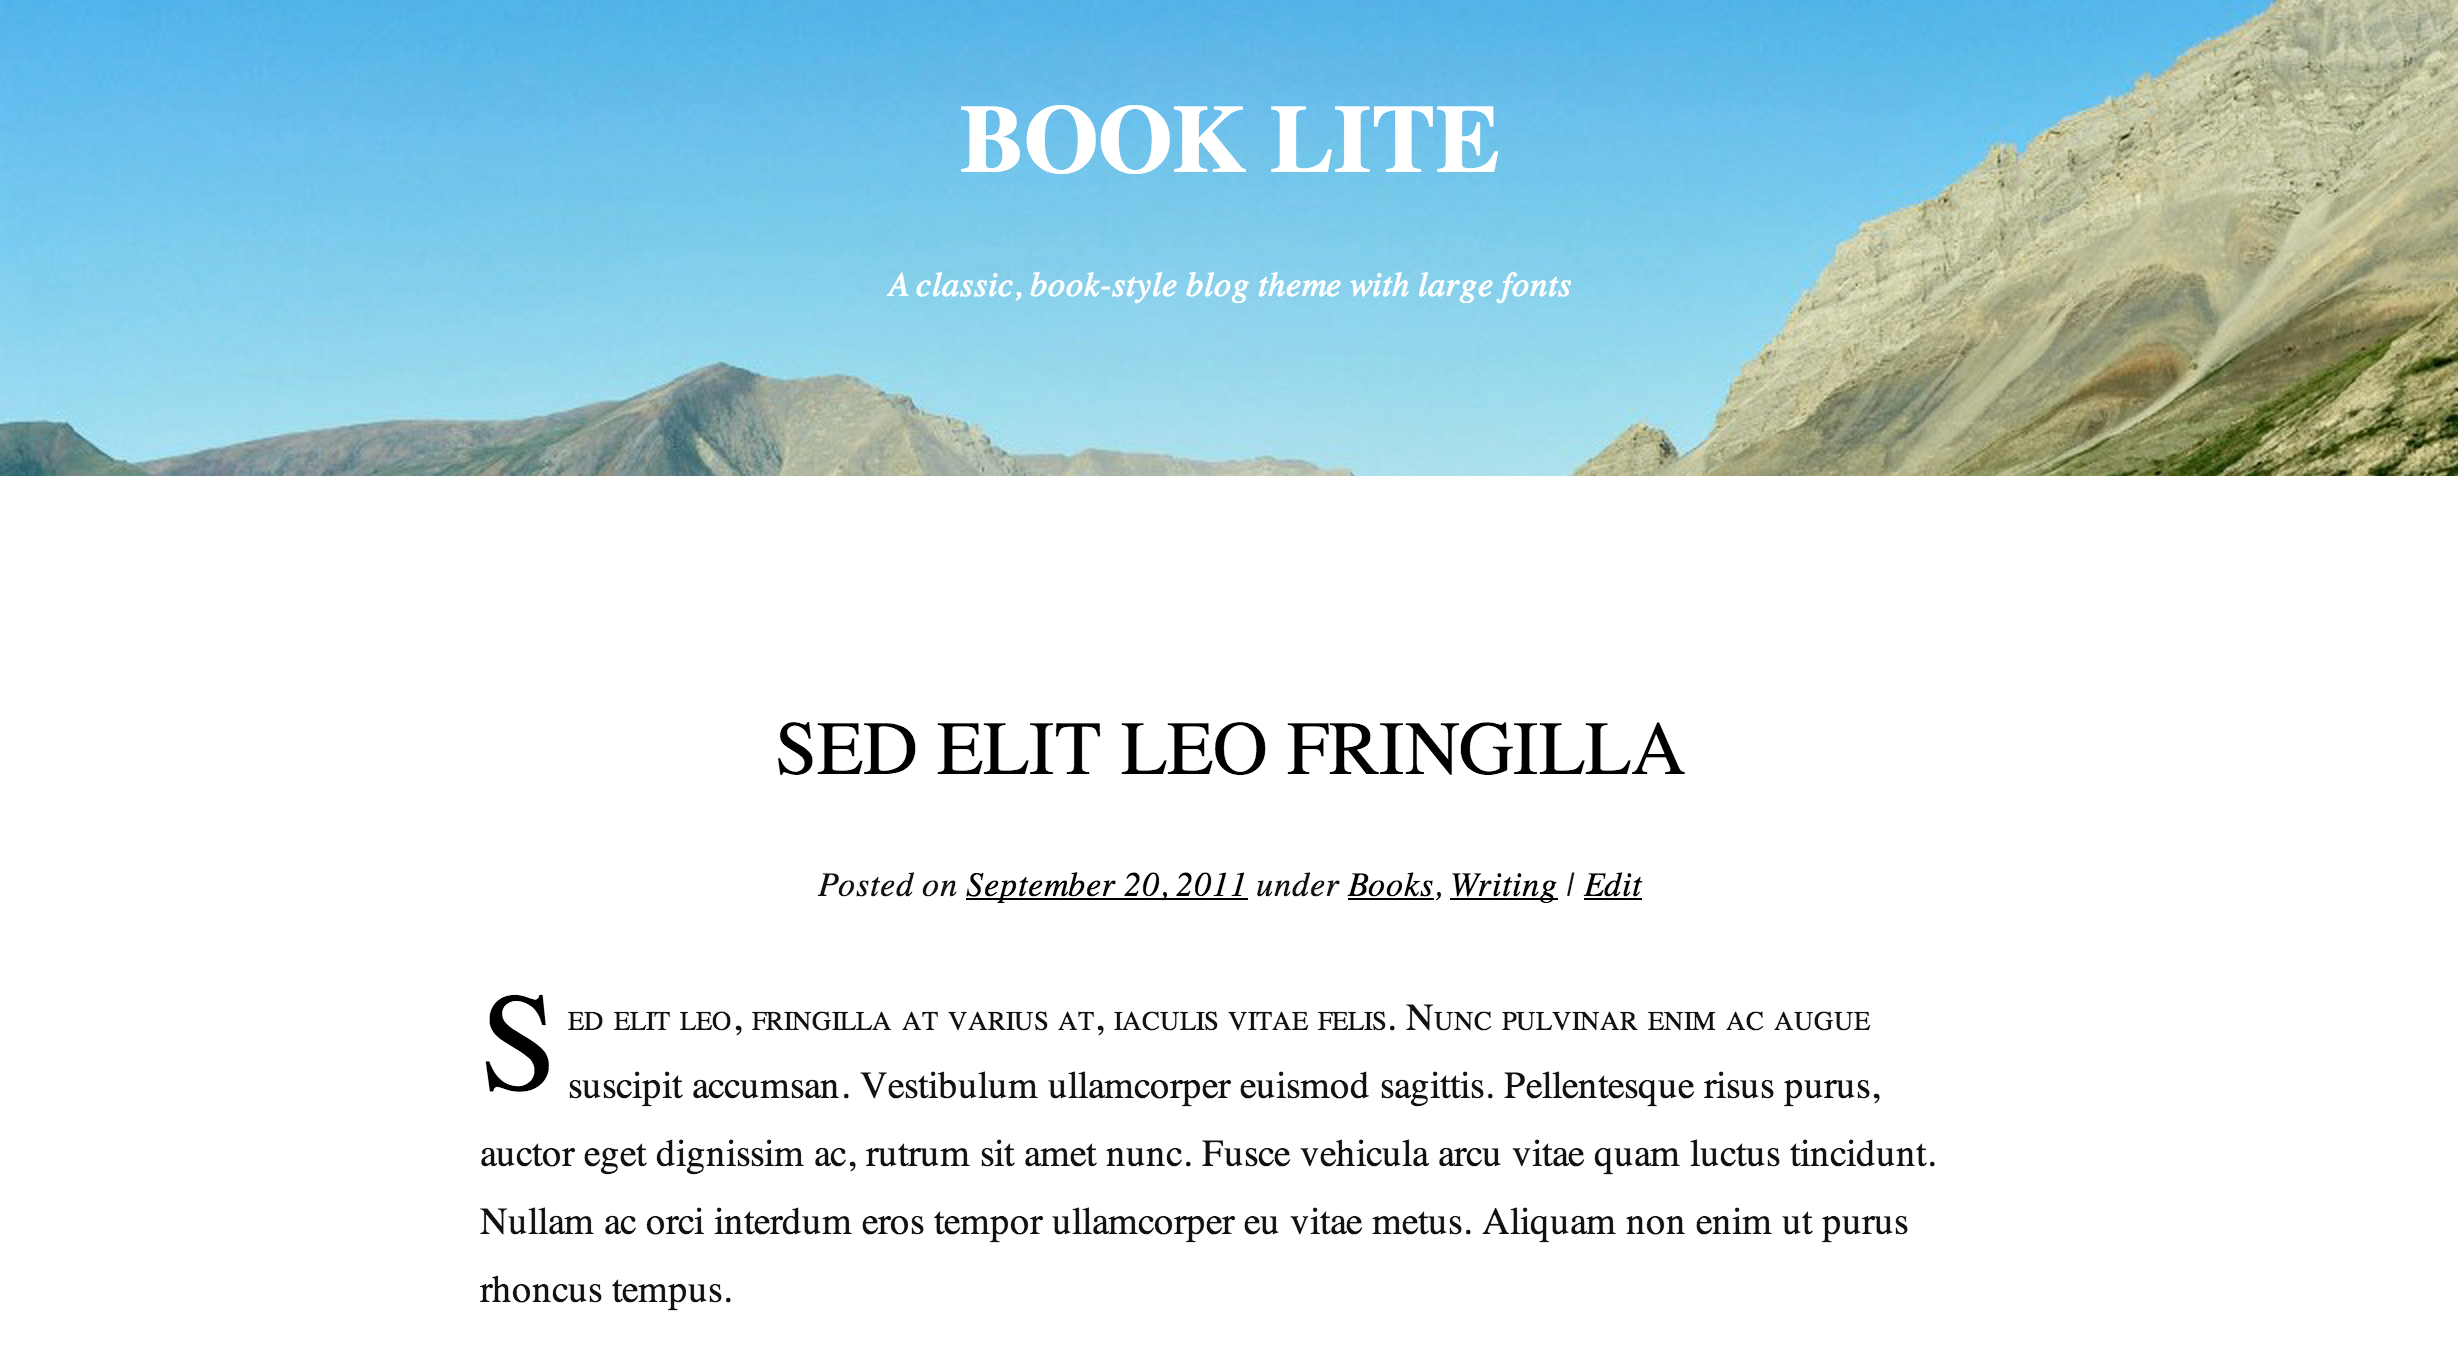 BOOK LITE
A classic, book-style blog theme with large fonts
SED ELIT LEO FRINGILLA
Posted on September 20, 2011 under Books, Writing | Edit
Sed elit leo, fringilla at varius at, iaculis vitae felis. Nunc pulvinar enim ac augue
suscipit accumsan. Vestibulum ullamcorper euismod sagittis. Pellentesque risus purus,
auctor eget dignissim ac, rutrum sit amet nunc. Fusce vehicula arcu vitae quam luctus tincidunt.
Nullam ac orci interdum eros tempor ullamcorper eu vitae metus. Aliquam non enim ut purus
rhoncus tempus.